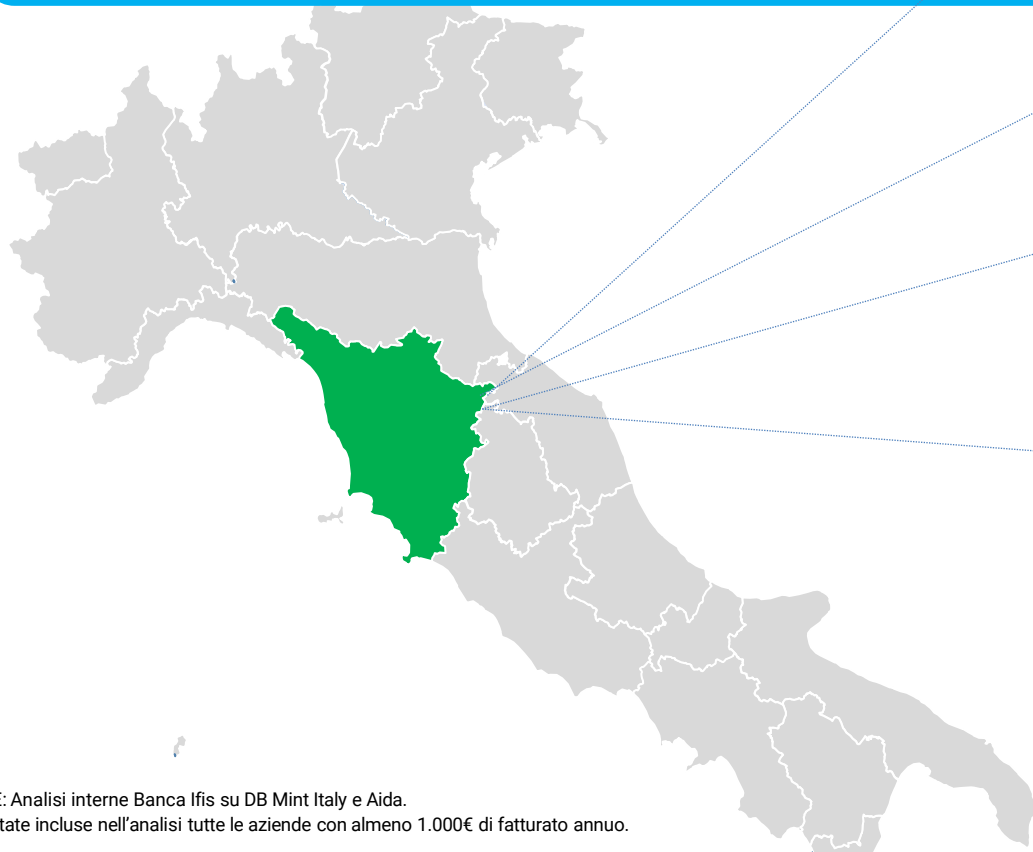 E: Analisi interne Banca Ifis su DB Mint Italy e Aida.
tate incluse nell'analisi tutte le aziende con almeno 1.000€ di fatturato annuo.